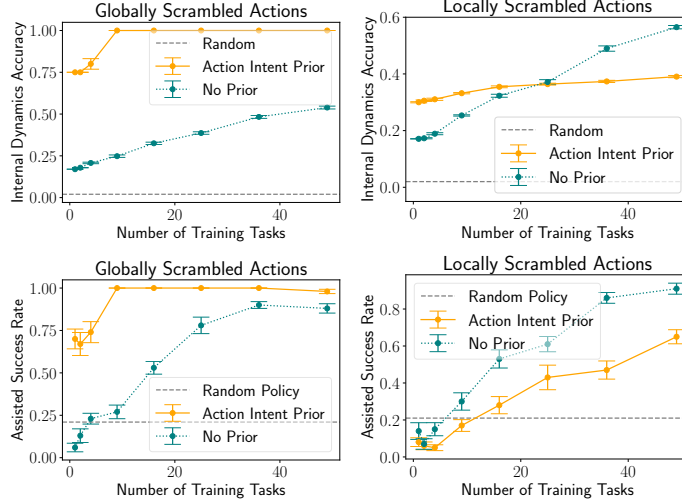 Globally Scrambled Actions
Internal Dynamics Accuracy
1.00
0.75
0.50
0.25
0.00
Random
Action Intent Prior
No Prior
0
20
40
Number of Training Tasks
Locally Scrambled Actions
Internal Dynamics Accuracy
0.6
0.4
0.2
0.0
Random
Action Intent Prior
No Prior
0
20
40
Number of Training Tasks
Globally Scrambled Actions
Assisted Success Rate
1.00
0.75
0.50
0.25
0.00
Random Policy
Action Intent Prior
No Prior
0
20
40
Number of Training Tasks
Locally Scrambled Actions
Assisted Success Rate
0.8
0.6
0.4
0.2
0.0
Random Policy
Action Intent Prior
No Prior
0
20
40
Number of Training Tasks